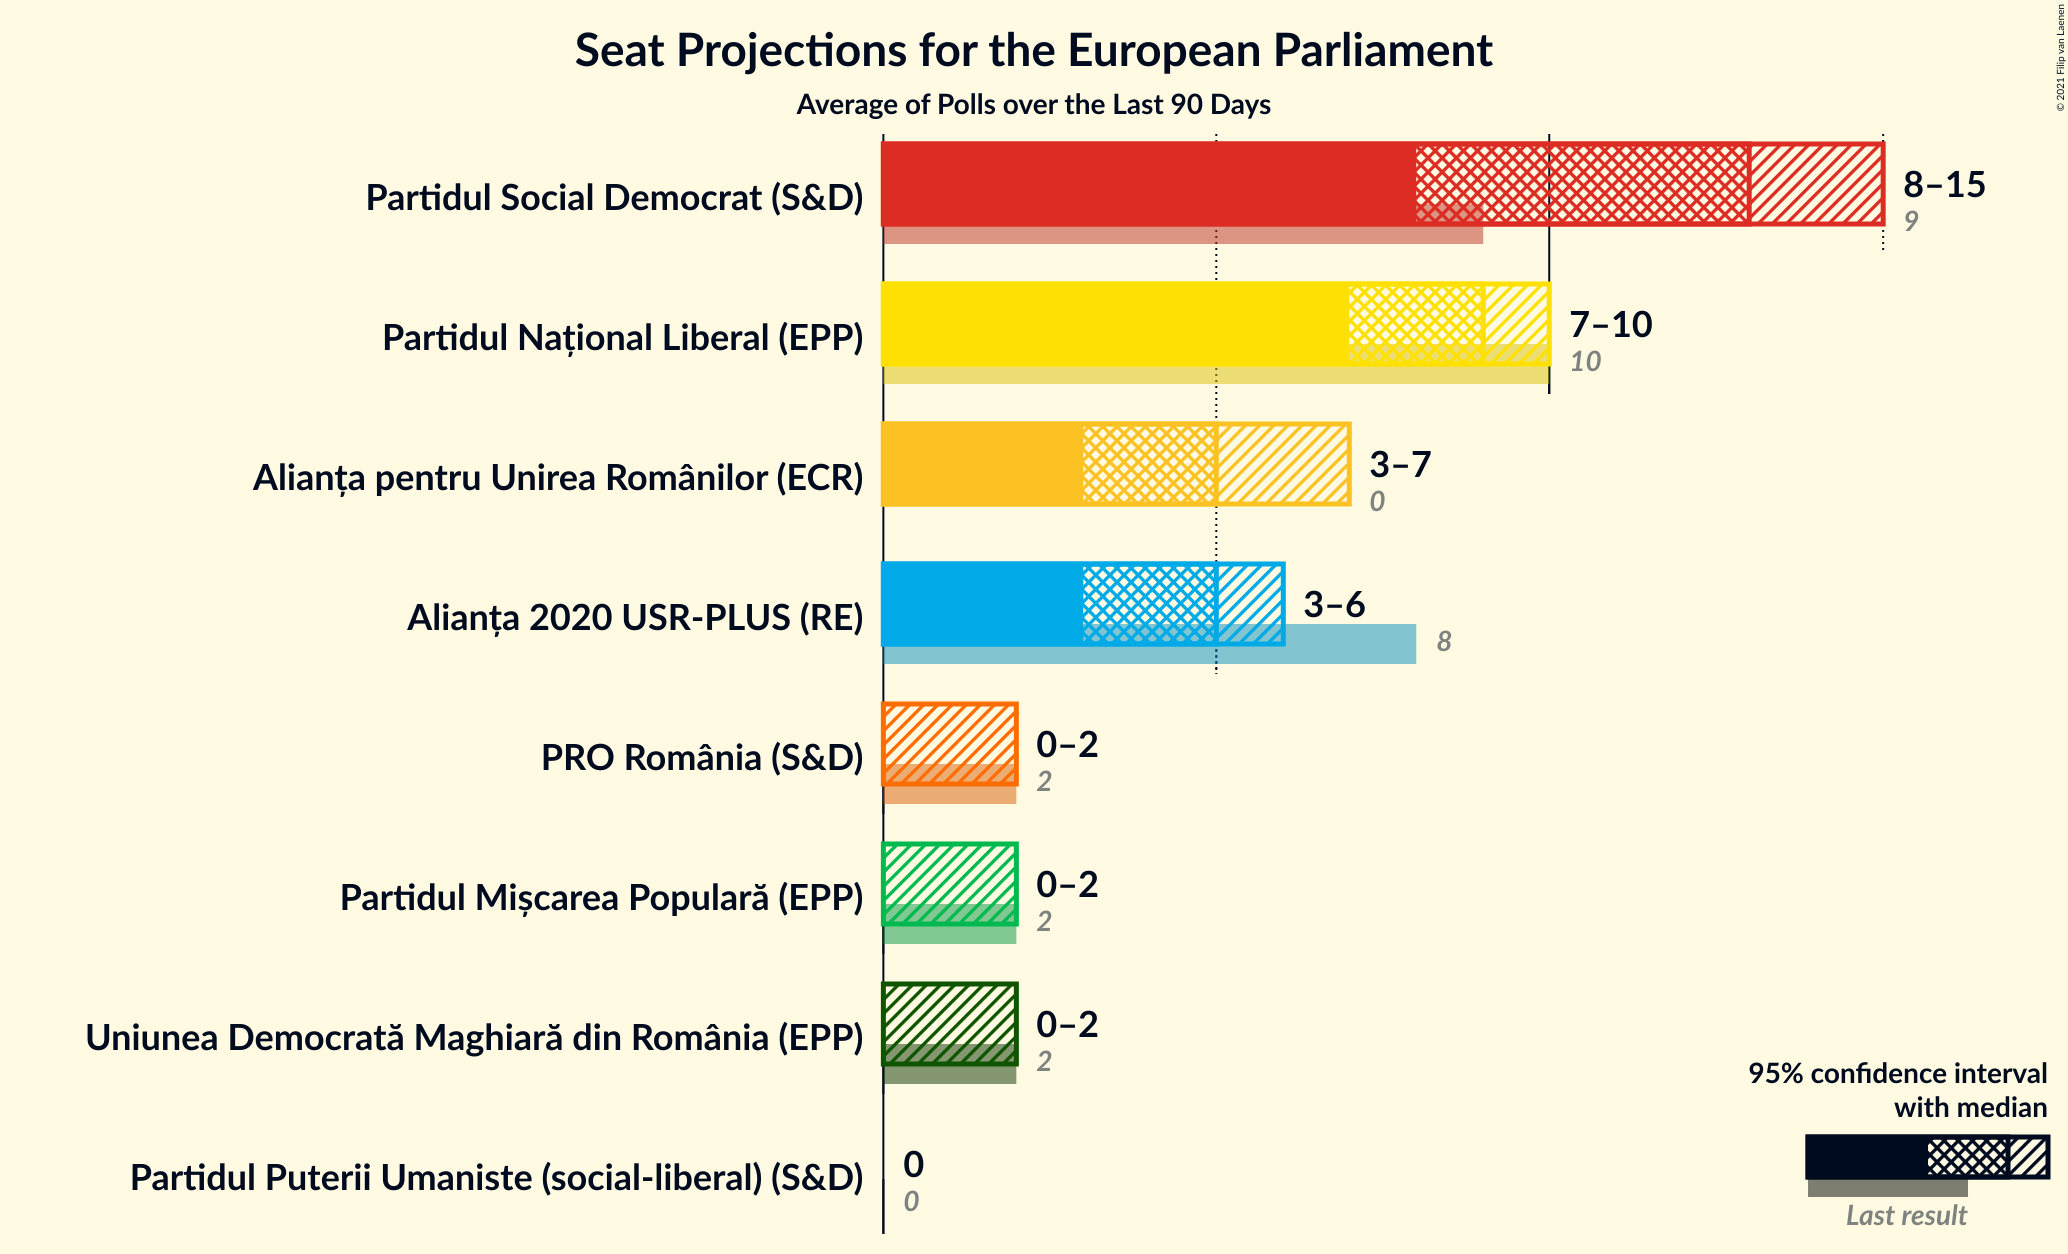 Seat Projections for the European Parliament
Average of Polls over the Last 90 Days
© 2021 Filip van Laenen
Partidul Social Democrat (S&D)
8–15
9
Partidul Național Liberal (EPP)
7–10
10
Alianța pentru Unirea Românilor (ECR)
3–7
0
Alianța 2020 USR-PLUS (RE)
3–6
8
PRO România (S&D)
0–2
2
Partidul Mișcarea Populară (EPP)
0–2
2
Uniunea Democrată Maghiară din România (EPP)
0–2
2
Partidul Puterii Umaniste (social-liberal) (S&D)
0
0
95% confidence interval
with median
Last result